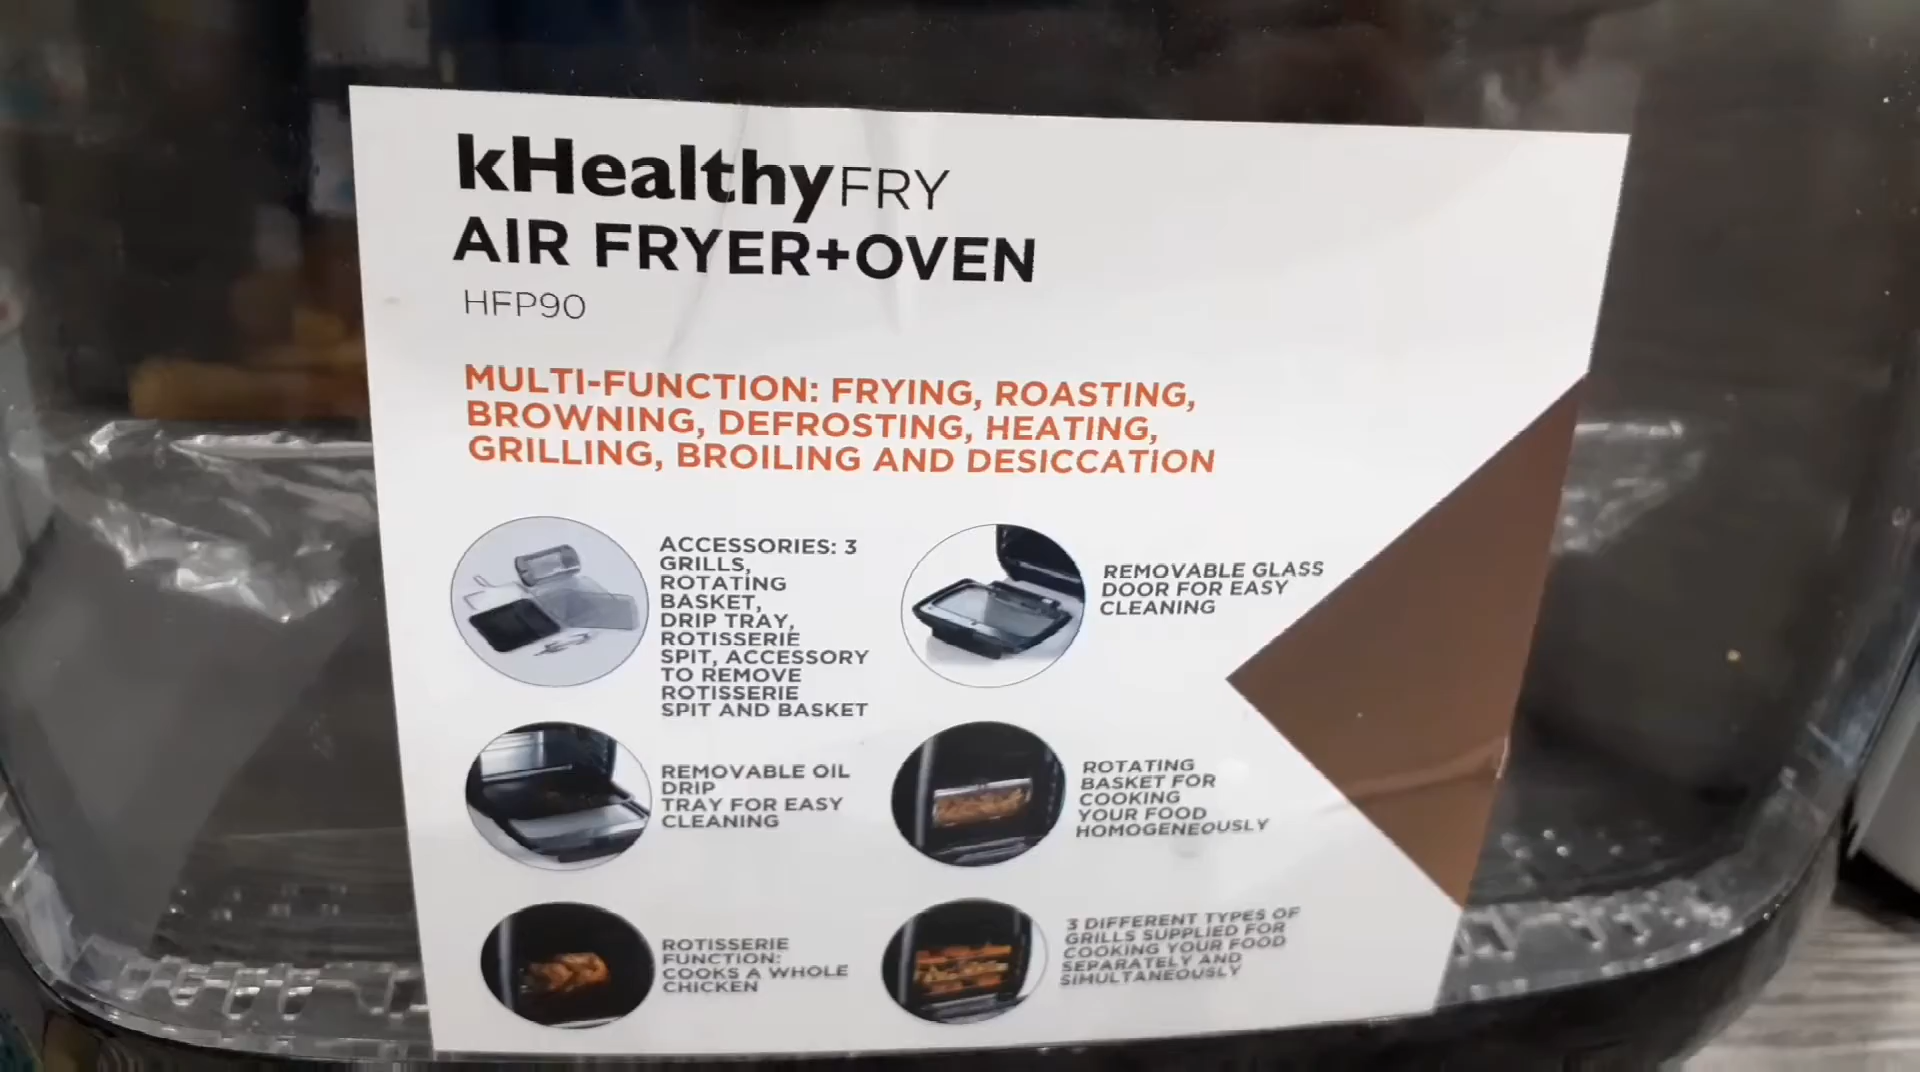 kHealthyFRY
AIR FRYER+OVEN
HFP90
MULTI-FUNCTION: FRYING, ROASTING,
BROWNING, DEFROSTING, HEATING,
GRILLING, BROILING AND DESICCATION
ACCESSORIES: 3
GRILLS,
ROTATING
BASKET,
DRIP TRAY,
ROTISSERIE
SPIT, ACCESSORY
TO REMOVE
ROTISSERIE
SPIT AND BASKET
REMOVABLE GLASS
DOOR FOR EASY
CLEANING
REMOVABLE OIL
DRIP
TRAY FOR EASY
CLEANING
ROTATING
BASKET FOR
COOKING
YOUR FOOD
HOMOGENEOUSLY
ROTISSERIE
FUNCTION:
COOKS A WHOLE
CHICKEN
3 DIFFERENT TYPES OF
GRILLS SUPPLIED FOR
COOKING YOUR FOOD
SEPARATELY AND
SIMULTANEOUSLY